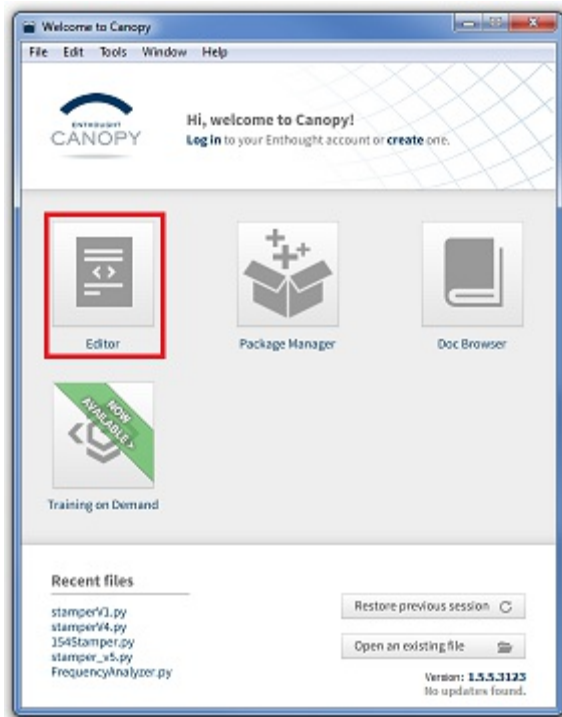 Welcome to Canopy
File Edit Tools Window Help
ENTHOUGHT
CANOPY
Hi, welcome to Canopy!
Log in to your Enthought account or create one.
Editor
Package Manager
Doc Browser
NOW
AVAILABLE >
Training on Demand
Recent files
stamperV1.py
stamperV4.py
154Stamper.py
stamper_v5.py
FrequencyAnalyzer.py
Restore previous session
Open an existing file
Version: 1.5.5.3123
No updates found.